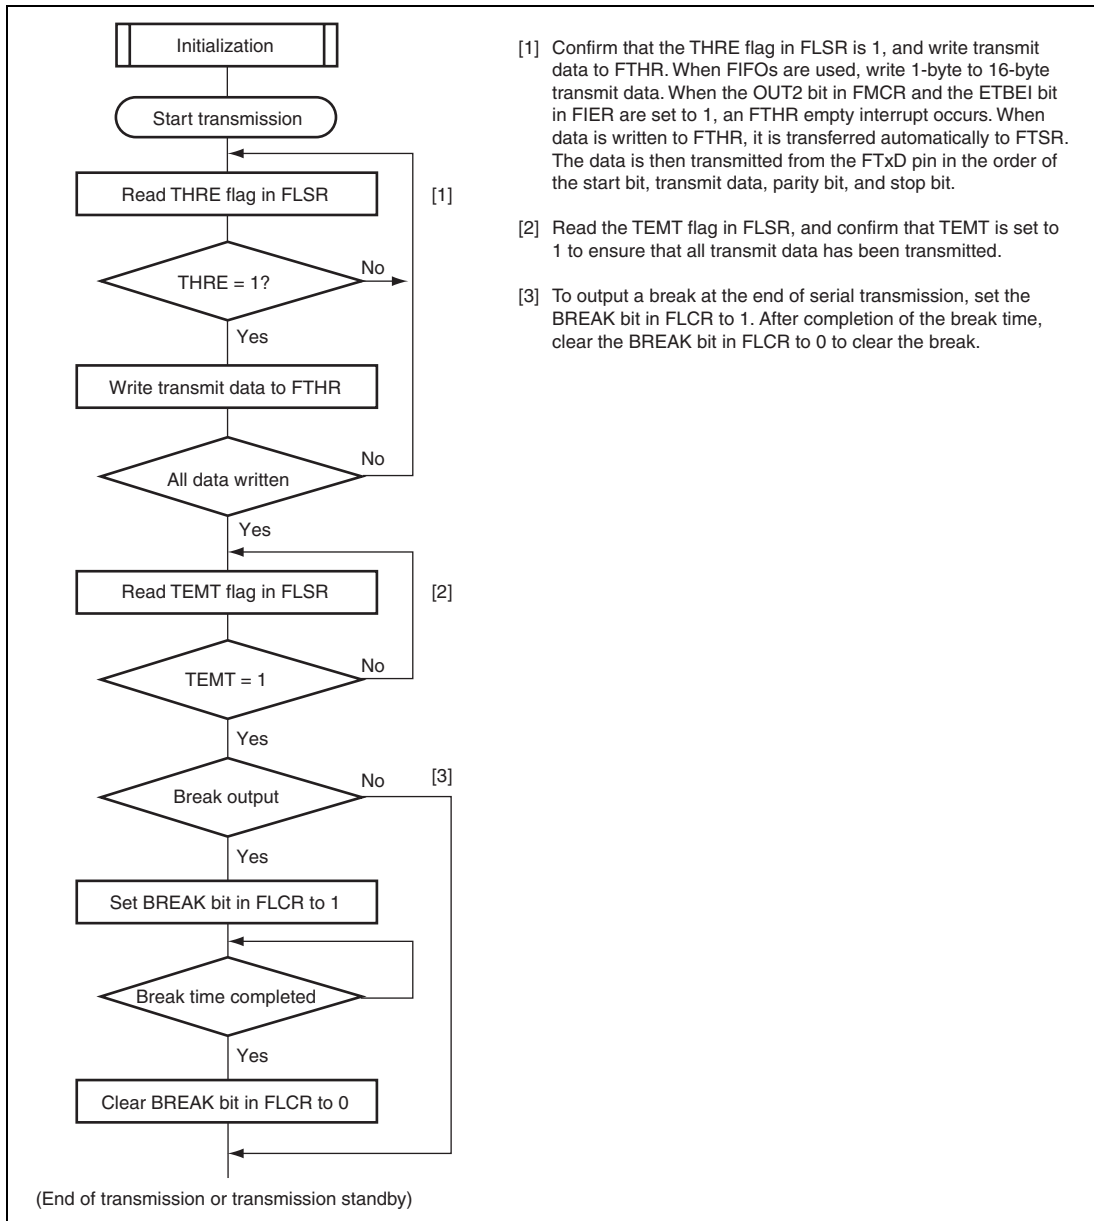 Initialization
Start transmission
Read THRE flag in FLSR
[1]
THRE = 1?
No
Yes
Write transmit data to FTHR
All data written
No
Yes
Read TEMT flag in FLSR
[2]
TEMT = 1
No
Yes
Break output
No
[3]
Yes
Set BREAK bit in FLCR to 1
Break time completed
Yes
Clear BREAK bit in FLCR to 0
(End of transmission or transmission standby)
[1] Confirm that the THRE flag in FLSR is 1, and write transmit
data to FTHR. When FIFOs are used, write 1-byte to 16-byte
transmit data. When the OUT2 bit in FMCR and the ETBEI bit
in FIER are set to 1, an FTHR empty interrupt occurs. When
data is written to FTHR, it is transferred automatically to FTSR.
The data is then transmitted from the FTxD pin in the order of
the start bit, transmit data, parity bit, and stop bit.
[2] Read the TEMT flag in FLSR, and confirm that TEMT is set to
1 to ensure that all transmit data has been transmitted.
[3] To output a break at the end of serial transmission, set the
BREAK bit in FLCR to 1. After completion of the break time,
clear the BREAK bit in FLCR to 0 to clear the break.